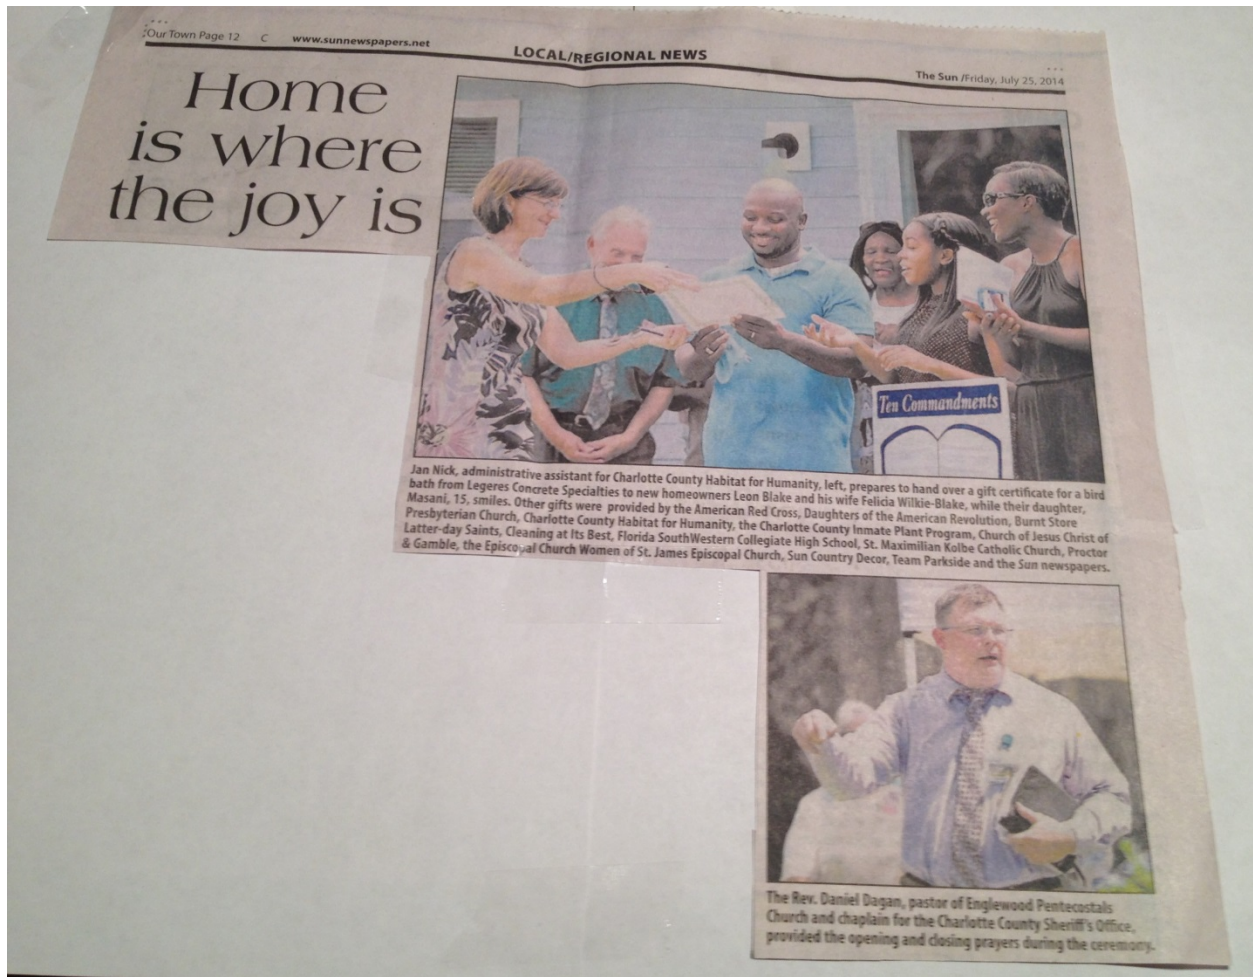 Our Town Page 12 C www.sunnewspapers.net
LOCAL/REGIONAL NEWS
The Sun /Friday, July 25, 2014
Home
is where
the joy is
Ten Commandments
Jan Nick, administrative assistant for Charlotte County Habitat for Humanity, left, prepares to hand over a gift certificate for a bird
bath from Legeres Concrete Specialties to new homeowners Leon Blake and his wife Felicia Wilkie-Blake, while their daughter,
Masani, 15, smiles. Other gifts were provided by the American Red Cross, Daughters of the American Revolution, Burnt Store
Presbyterian Church, Charlotte County Habitat for Humanity, the Charlotte County Inmate Plant Program, Church of Jesus Christ of
Latter-day Saints, Cleaning at Its Best, Florida SouthWestern Collegiate High School, St. Maximilian Kolbe Catholic Church, Proctor
& Gamble, the Episcopal Church Women of St. James Episcopal Church, Sun Country Decor, Team Parkside and the Sun newspapers.
The Rev. Daniel Dagan, pastor of Englewood Pentecostals
Church and chaplain for the Charlotte County Sheriff's Office,
provided the opening and closing prayers during the ceremony.